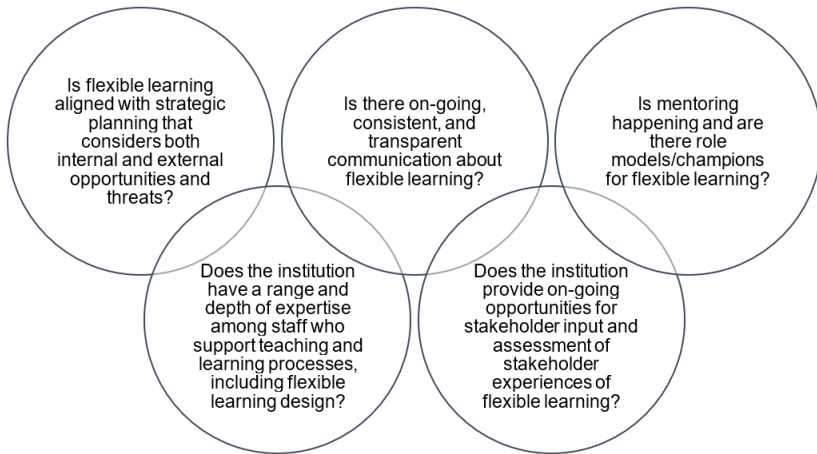 Is flexible learning
aligned with strategic
planning that
considers both
internal and external
opportunities and
threats?
Is there on-going,
consistent, and
transparent
communication about
flexible learning?
Is mentoring
happening and are
there role
models/champions
for flexible learning?
Does the institution
have a range and
depth of expertise
among staff who
support teaching and
learning processes,
including flexible
learning design?
Does the institution
provide on-going
opportunities for
stakeholder input and
assessment of
stakeholder
experiences of
flexible learning?